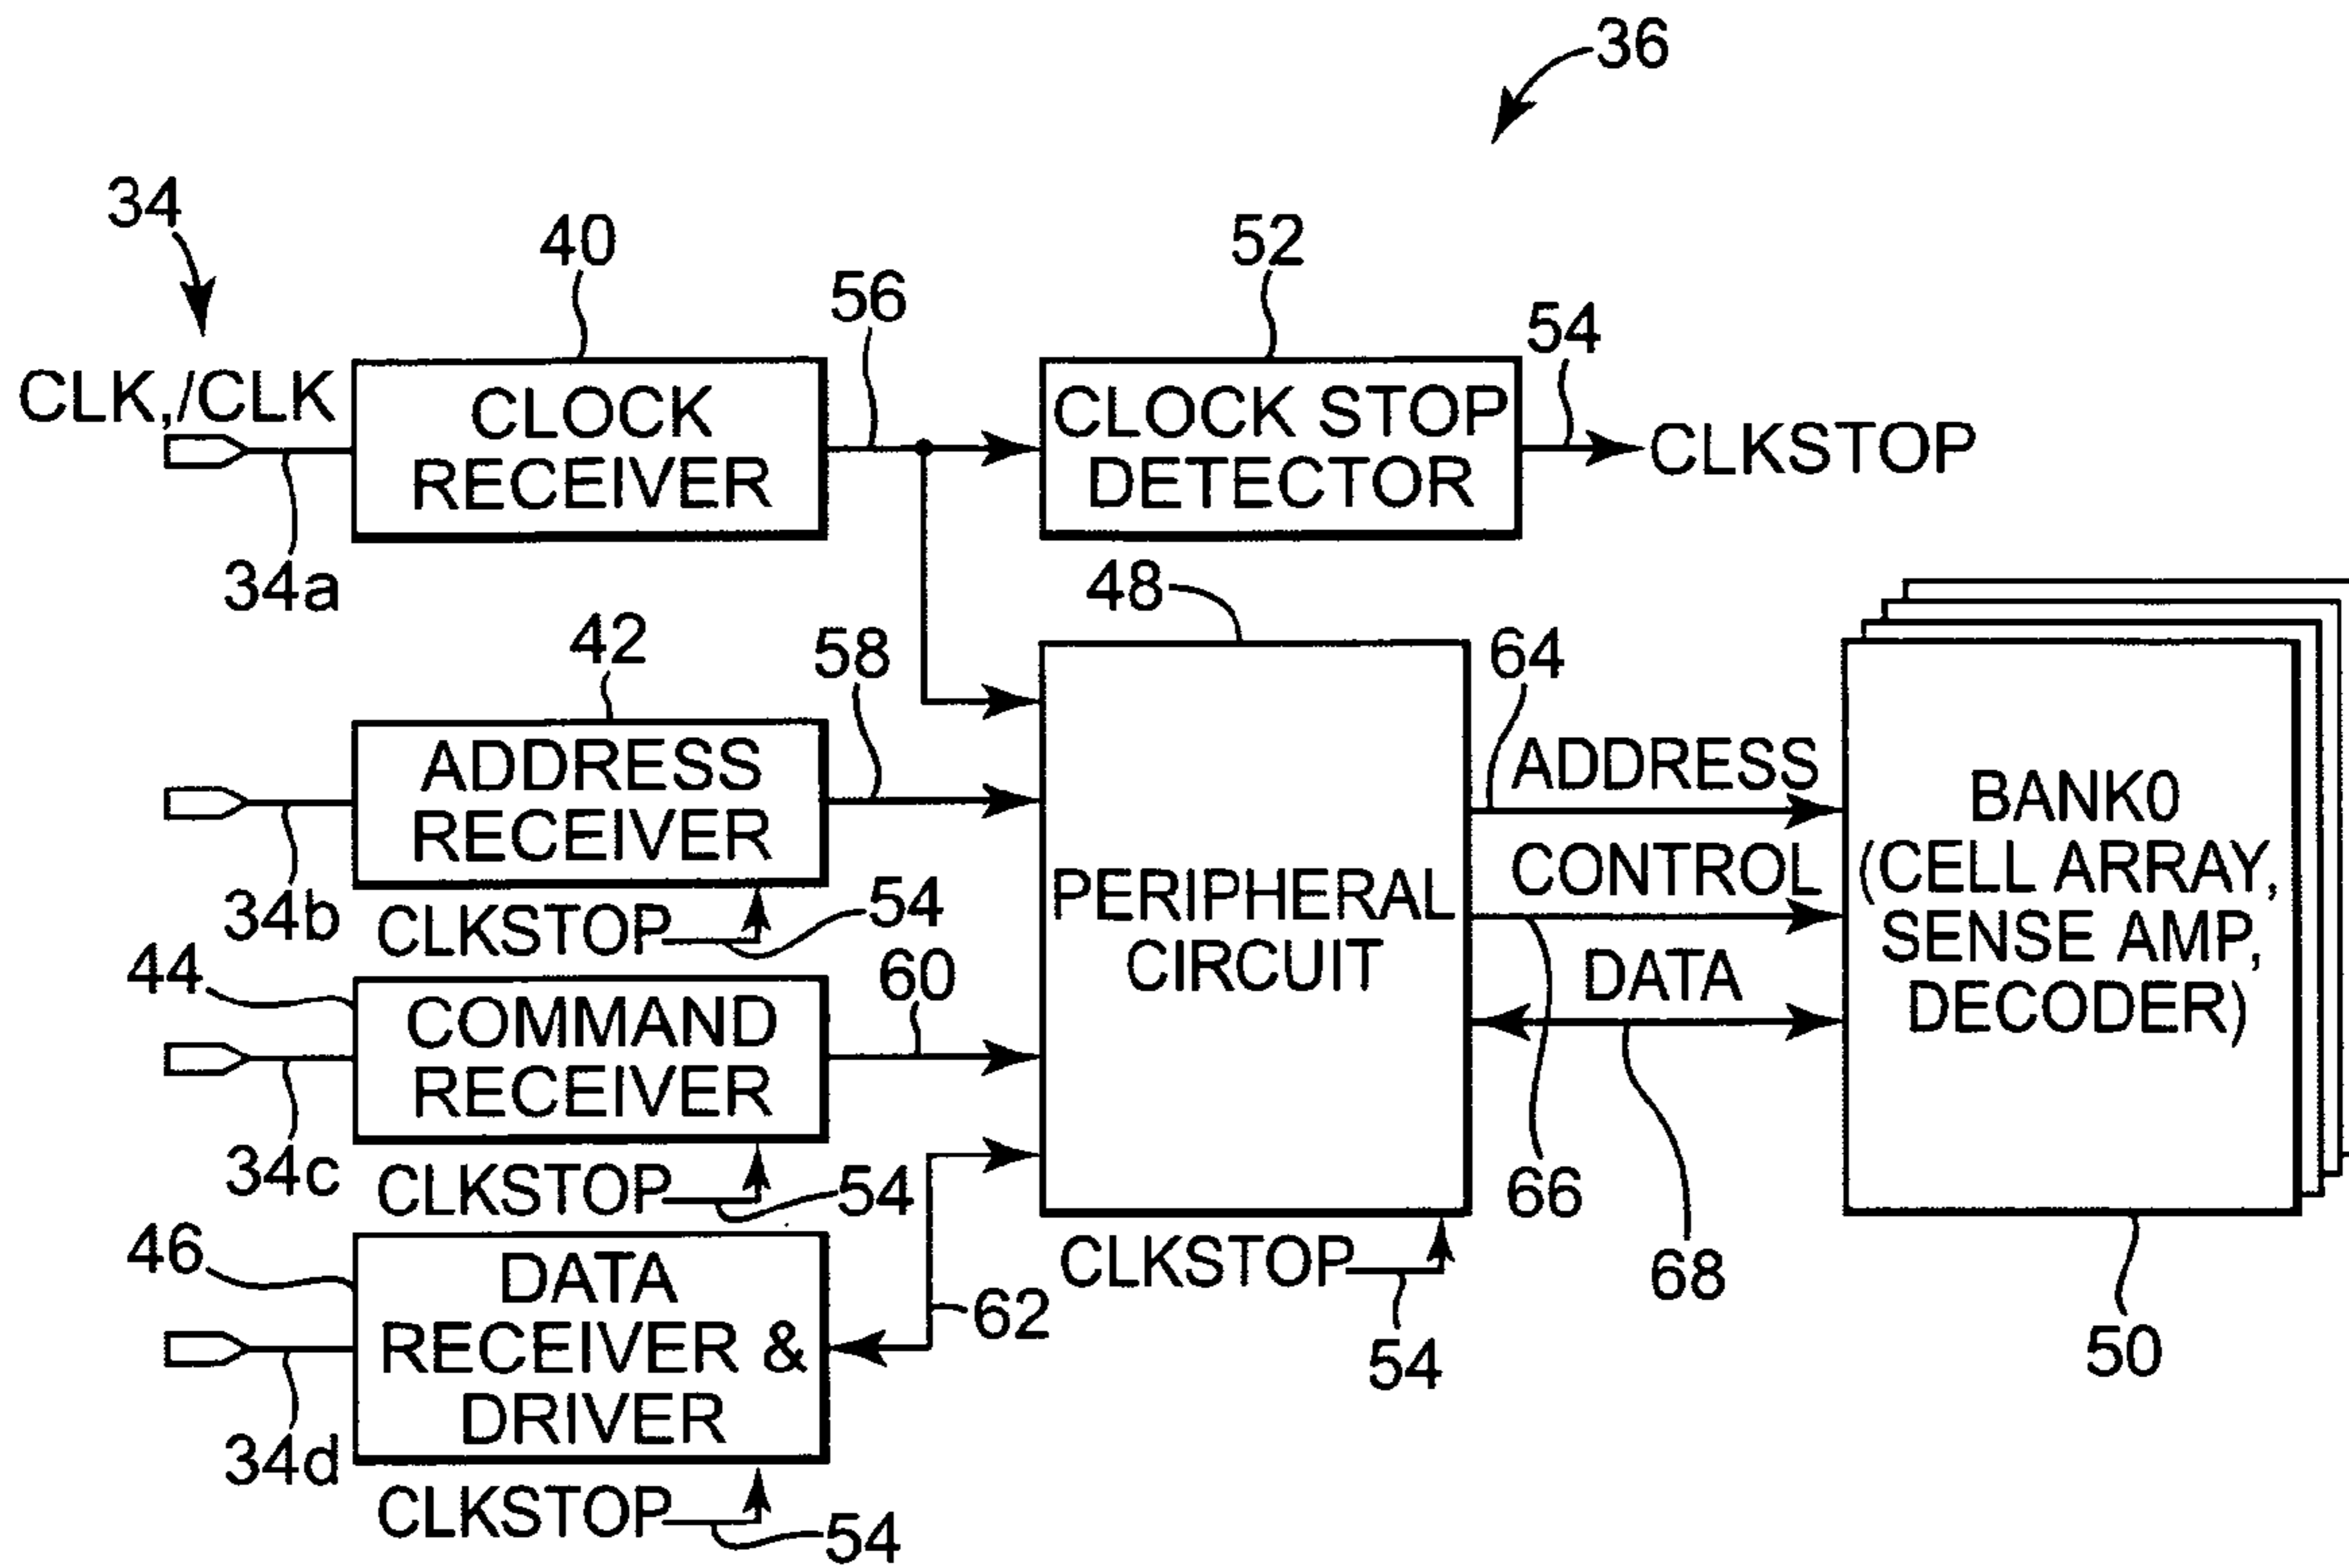 36
34
40
52
56
54
CLK,/CLK
CLOCK
RECEIVER
CLOCK STOP
DETECTOR
CLKSTOP
34a
48
42
58
64
ADDRESS
RECEIVER
ADDRESS
BANK0
(CELL ARRAY,
SENSE AMP,
DECODER)
CONTROL
DATA
PERIPHERAL
CIRCUIT
34b
CLKSTOP
54
44
60
COMMAND
RECEIVER
34c
CLKSTOP
54
66
46
CLKSTOP
68
DATA
RECEIVER &
DRIVER
62
54
50
34d
CLKSTOP
54